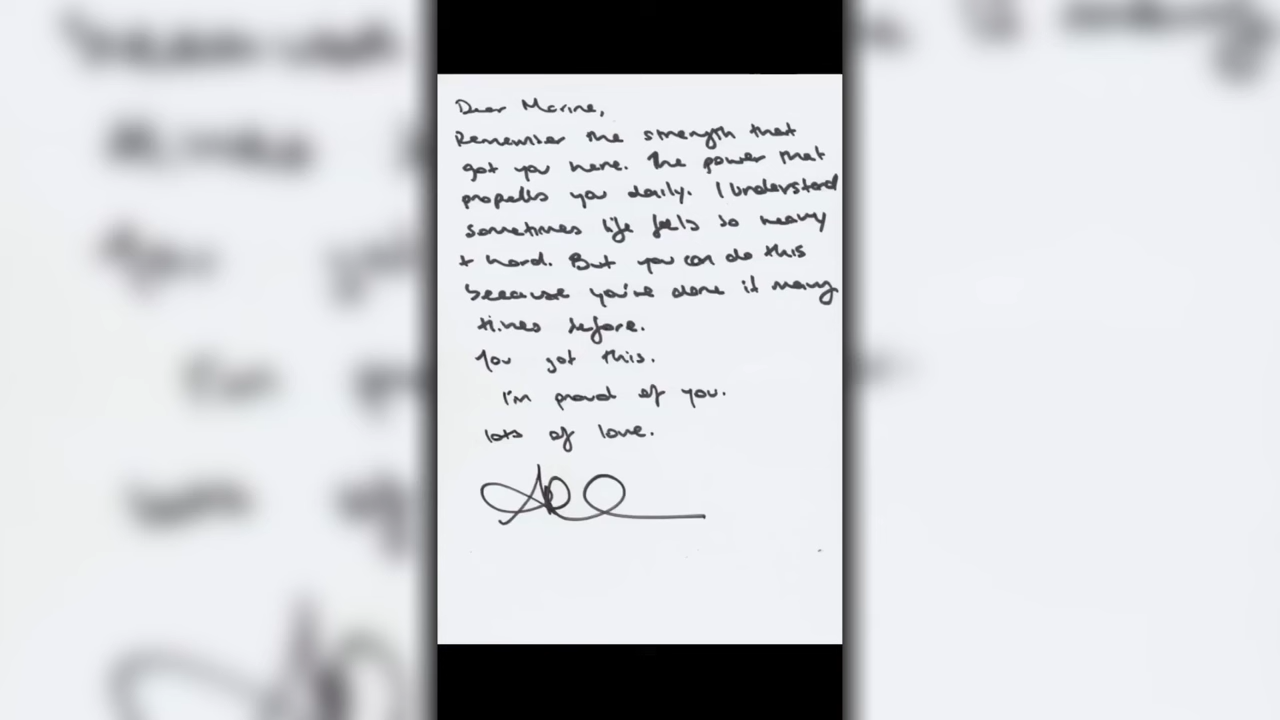 Dear Marine,
Remember the strength that
got you here. The power that
propells you daily. I understand
sometimes life feels so heavy
+ hard. But you can do this
because you've done it many
times before.
You got this.
I'm proud of you.
lots of love.